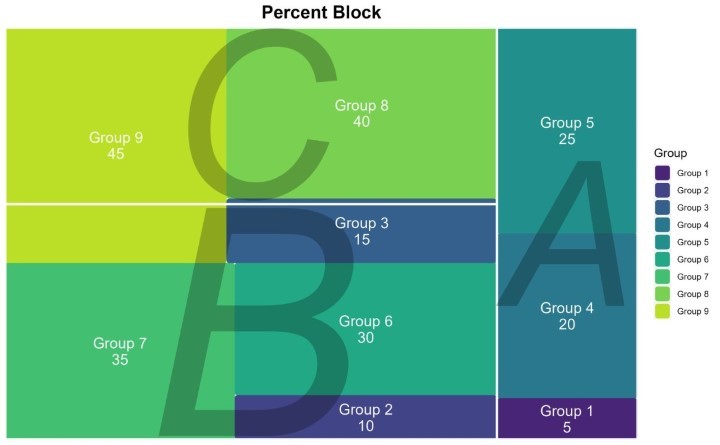 Percent Block
C
Group 9
45
Group 8
40
Group 5
25
A
B
Group 3
15
Group 7
35
Group 6
30
Group 4
20
Group 2
10
Group 1
5
Group
Group 1
Group 2
Group 3
Group 4
Group 5
Group 6
Group 7
Group 8
Group 9